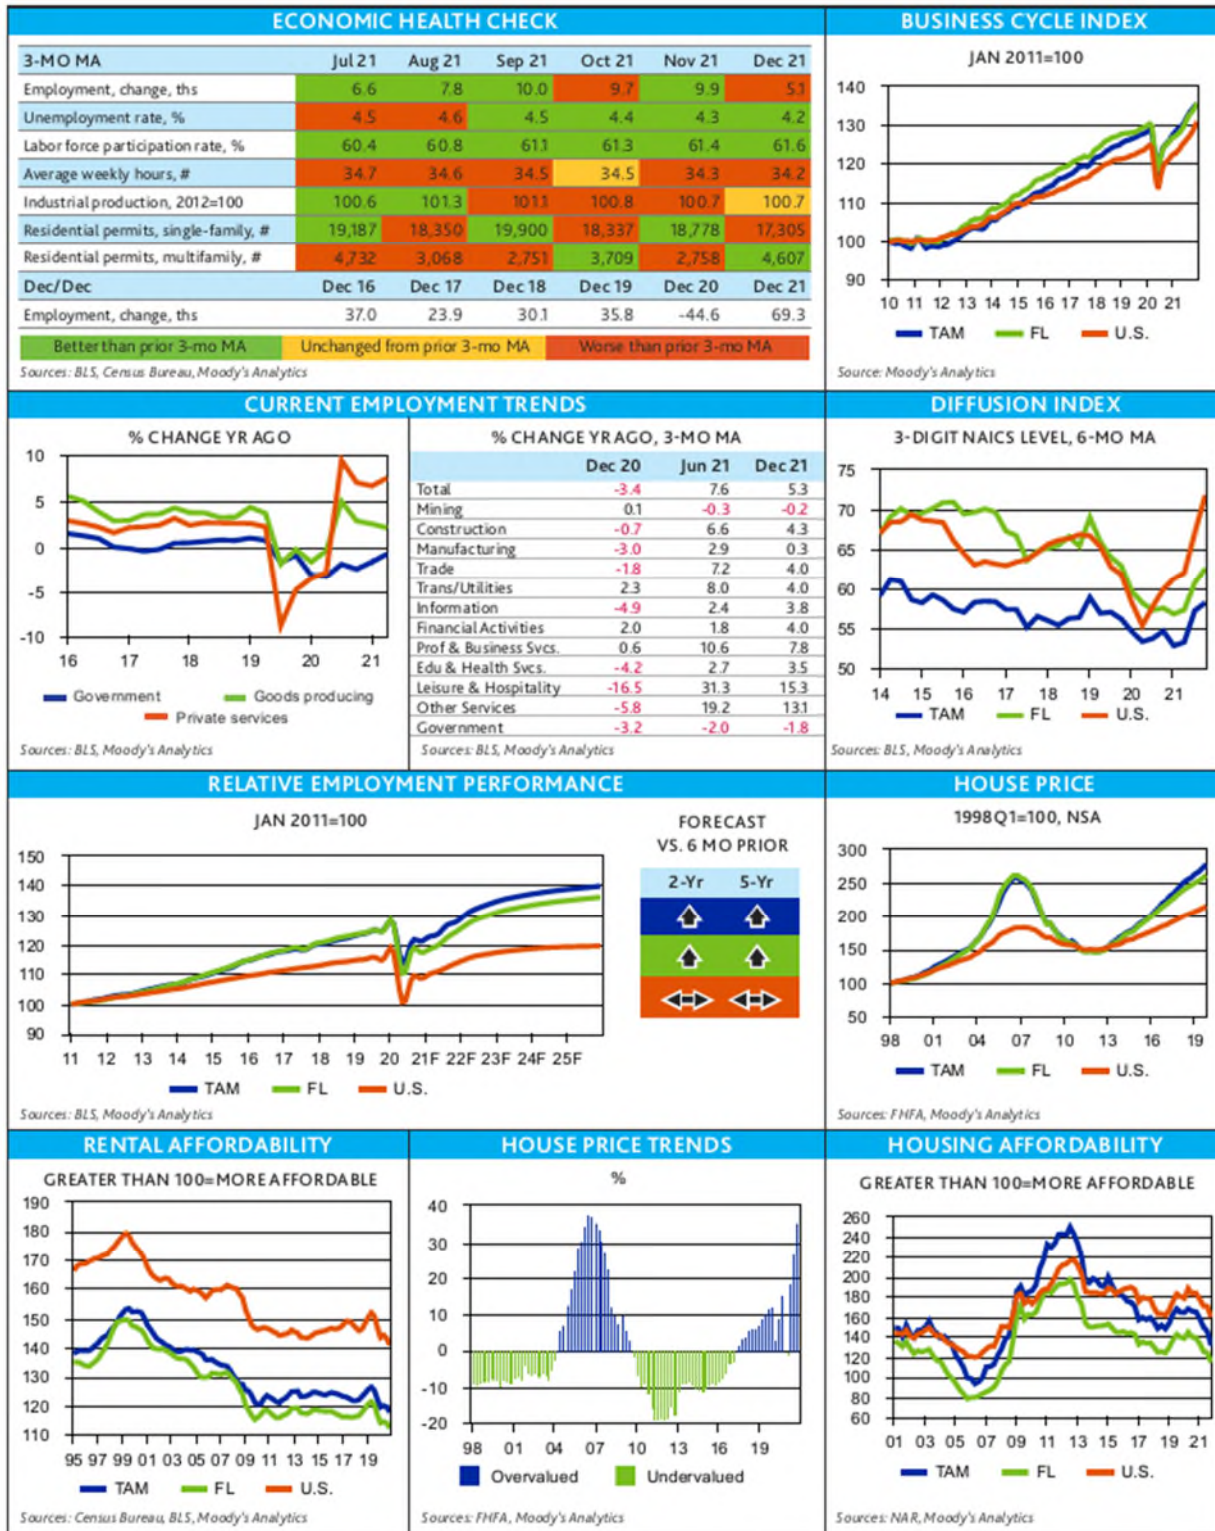 ECONOMIC HEALTH CHECK
3-MO MA Jul 21 Aug 21 Sep 21 Oct 21 Nov 21 Dec 21
Employment, change, ths 6.6 7.8 10.0 9.7 9.9 5.1
Unemployment rate, % 4.5 4.6 4.5 4.4 4.3 4.2
Labor force participation rate, % 60.4 60.8 61.1 61.3 61.4 61.6
Average weekly hours, # 34.7 34.6 34.5 34.5 34.3 34.2
Industrial production, 2012=100 100.6 101.3 101.1 100.8 100.7 100.7
Residential permits, single-family, # 19,187 18,350 19,900 18,337 18,778 17,305
Residential permits, multifamily, # 4,732 3,068 2,751 3,709 2,758 4,607
Dec/Dec Dec 16 Dec 17 Dec 18 Dec 19 Dec 20 Dec 21
Employment, change, ths 37.0 23.9 30.1 35.8 -44.6 69.3
Better than prior 3-mo MA Unchanged from prior 3-mo MA Worse than prior 3-mo MA
Sources: BLS, Census Bureau, Moody's Analytics
BUSINESS CYCLE INDEX
JAN 2011=100
140
130
120
110
100
90
10 11 12 13 14 15 16 17 18 19 20 21
TAM FL U.S.
Source: Moody's Analytics
CURRENT EMPLOYMENT TRENDS
% CHANGE YR AGO
10
5
0
-5
-10
16 17 18 19 20 21
Government Goods producing
Private services
Sources: BLS, Moody's Analytics
% CHANGE YR AGO, 3-MO MA
Dec 20 Jun 21 Dec 21
Total -3.4 7.6 5.3
Mining 0.1 -0.3 -0.2
Construction -0.7 6.6 4.3
Manufacturing -3.0 2.9 0.3
Trade -1.8 7.2 4.0
Trans/Utilities 2.3 8.0 4.0
Information -4.9 2.4 3.8
Financial Activities 2.0 1.8 4.0
Prof & Business Svcs. 0.6 10.6 7.8
Edu & Health Svcs. -4.2 2.7 3.5
Leisure & Hospitality -16.5 31.3 15.3
Other Services -5.8 19.2 13.1
Government -3.2 -2.0 -1.8
Sources: BLS, Moody's Analytics
DIFFUSION INDEX
3-DIGIT NAICS LEVEL, 6-MO MA
75
70
65
60
55
50
14 15 16 17 18 19 20 21
TAM FL U.S.
Sources: BLS, Moody's Analytics
RELATIVE EMPLOYMENT PERFORMANCE
JAN 2011=100
150
140
130
120
110
100
90
11 12 13 14 15 16 17 18 19 20 21F 22F 23F 24F 25F
TAM FL U.S.
Sources: BLS, Moody's Analytics
FORECAST
VS. 6 MO PRIOR
2-Yr 5-Yr
HOUSE PRICE
1998Q1=100, NSA
300
250
200
150
100
50
98 01 04 07 10 13 16 19
TAM FL U.S.
Sources: FHFA, Moody's Analytics
RENTAL AFFORDABILITY
GREATER THAN 100=MORE AFFORDABLE
190
180
170
160
150
140
130
120
110
95 97 99 01 03 05 07 09 11 13 15 17 19
TAM FL U.S.
Sources: Census Bureau, BLS, Moody's Analytics
HOUSE PRICE TRENDS
%
40
30
20
10
0
-10
-20
98 01 04 07 10 13 16 19
Overvalued Undervalued
Sources: FHFA, Moody's Analytics
HOUSING AFFORDABILITY
GREATER THAN 100=MORE AFFORDABLE
260
240
220
200
180
160
140
120
100
80
60
01 03 05 07 09 11 13 15 17 19 21
TAM FL U.S.
Sources: NAR, Moody's Analytics